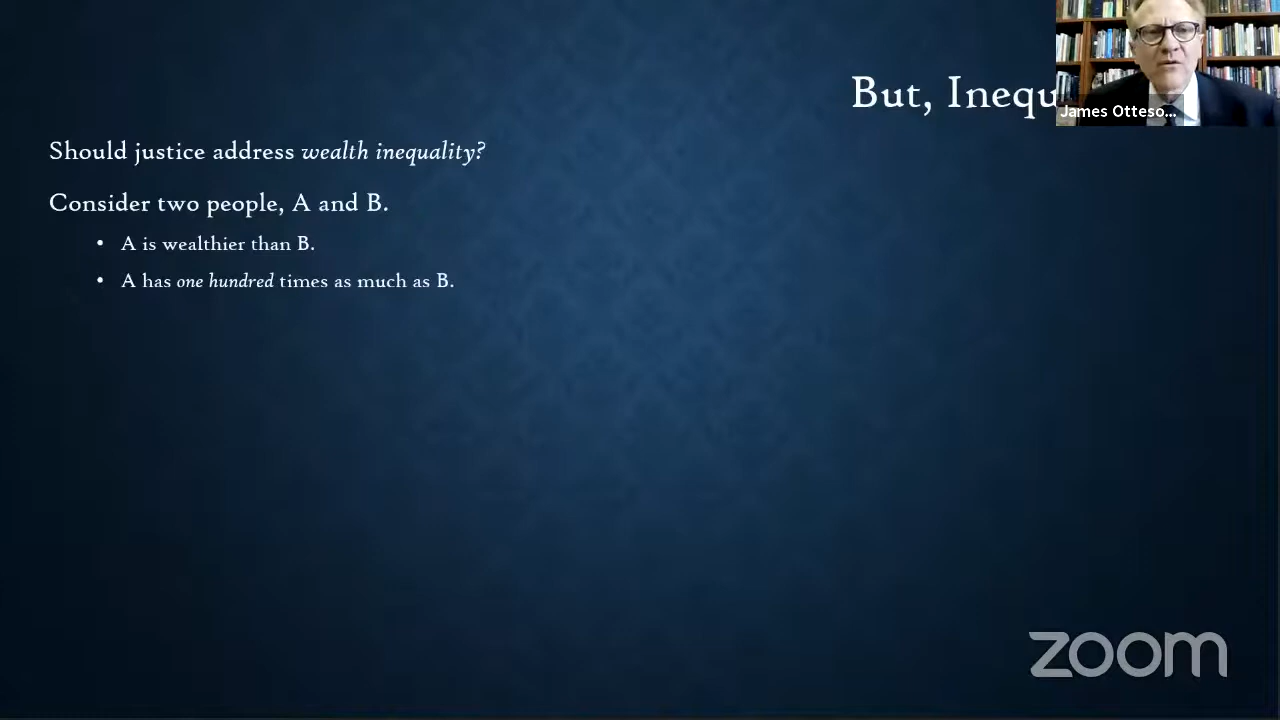 But, Inequ
James Otteso...
Should justice address wealth inequality?
Consider two people, A and B.
• A is wealthier than B.
• A has one hundred times as much as B.
zoom